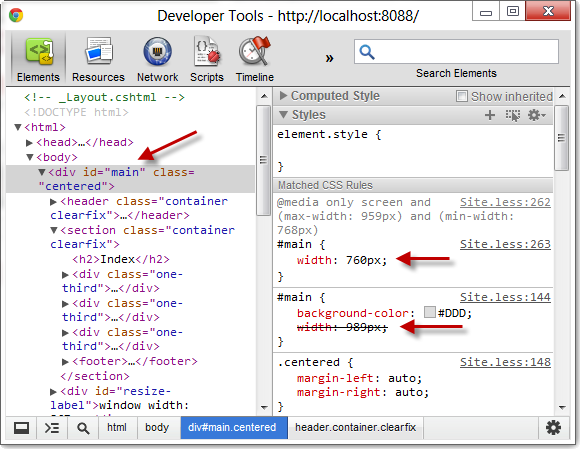 Developer Tools - http://localhost:8088/
Elements
Resources
Network
Scripts
Timeline
»
Search Elements
<!-- _Layout.cshtml -->
<!DOCTYPE html>
<html>
<head>…</head>
<body>
<div id="main" class=
"centered">
<header class="container
clearfix">…</header>
<section class="container
clearfix">
<h2>Index</h2>
<div class="one-
third">…</div>
<div class="one-
third">…</div>
<div class="one-
third">…</div>
<footer>…</footer>
</section>
<div id="resize-
label">window width:
Computed Style
Show inherited
Styles
element.style {
}
Matched CSS Rules
@media only screen and Site.less:262
(max-width: 959px) and (min-width:
768px)
#main { Site.less:263
width: 760px;
}
#main { Site.less:144
background-color: #DDD;
width: 989px;
}
.centered { Site.less:148
margin-left: auto;
margin-right: auto;
html body div#main.centered header.container.clearfix